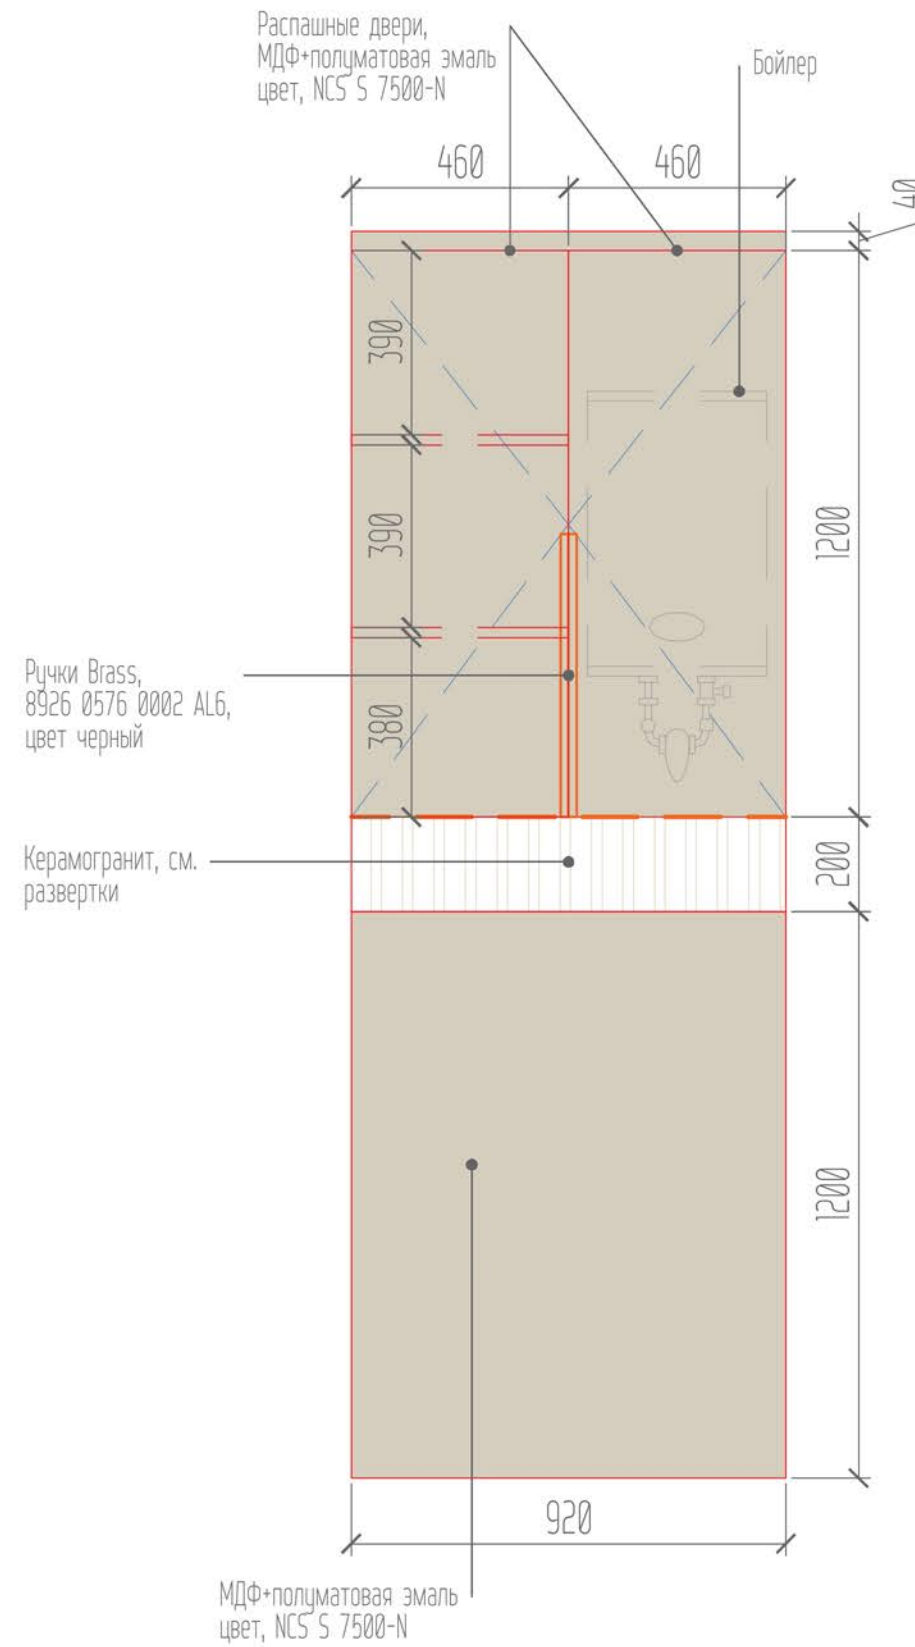 Распашные двери,
МДФ+полуматовая эмаль
цвет, NCS S 7500-N
Бойлер
460
460
40
390
390
1200
380
Ручки Brass,
8926 0576 0002 AL6,
цвет черный
Керамогранит, см.
развертки
200
1200
920
МДФ+полуматовая эмаль
цвет, NCS S 7500-N